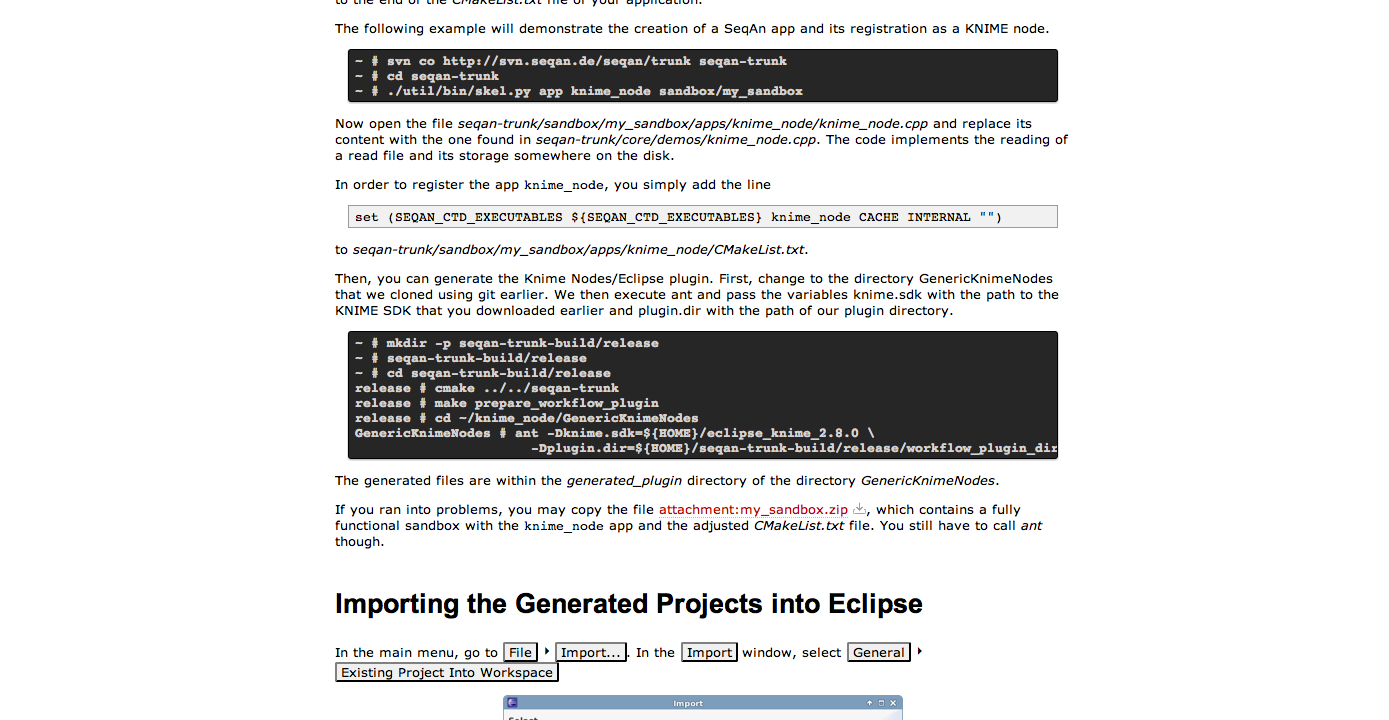 to the end of the CMakeList.txt file of your application.
The following example will demonstrate the creation of a SeqAn app and its registration as a KNIME node.
~ # svn co http://svn.seqan.de/seqan/trunk seqan-trunk
~ # cd seqan-trunk
~ # ./util/bin/skel.py app knime_node sandbox/my_sandbox
Now open the file seqan-trunk/sandbox/my_sandbox/apps/knime_node/knime_node.cpp and replace its
content with the one found in seqan-trunk/core/demos/knime_node.cpp. The code implements the reading of
a read file and its storage somewhere on the disk.
In order to register the app knime_node, you simply add the line
set (SEQAN_CTD_EXECUTABLES ${SEQAN_CTD_EXECUTABLES} knime_node CACHE INTERNAL "")
to seqan-trunk/sandbox/my_sandbox/apps/knime_node/CMakeList.txt.
Then, you can generate the Knime Nodes/Eclipse plugin. First, change to the directory GenericKnimeNodes
that we cloned using git earlier. We then execute ant and pass the variables knime.sdk with the path to the
KNIME SDK that you downloaded earlier and plugin.dir with the path of our plugin directory.
~ # mkdir -p seqan-trunk-build/release
~ # seqan-trunk-build/release
~ # cd seqan-trunk-build/release
release # cmake ../../seqan-trunk
release # make prepare_workflow_plugin
release # cd ~/knime_node/GenericKnimeNodes
GenericKnimeNodes # ant -Dknime.sdk=${HOME}/eclipse_knime_2.8.0 \
-Dplugin.dir=${HOME}/seqan-trunk-build/release/workflow_plugin_dir
The generated files are within the generated_plugin directory of the directory GenericKnimeNodes.
If you ran into problems, you may copy the file attachment:my_sandbox.zip , which contains a fully
functional sandbox with the knime_node app and the adjusted CMakeList.txt file. You still have to call ant
though.
Importing the Generated Projects into Eclipse
In the main menu, go to File ‣ Import.... In the Import window, select General ‣
Existing Project Into Workspace
Import
Select